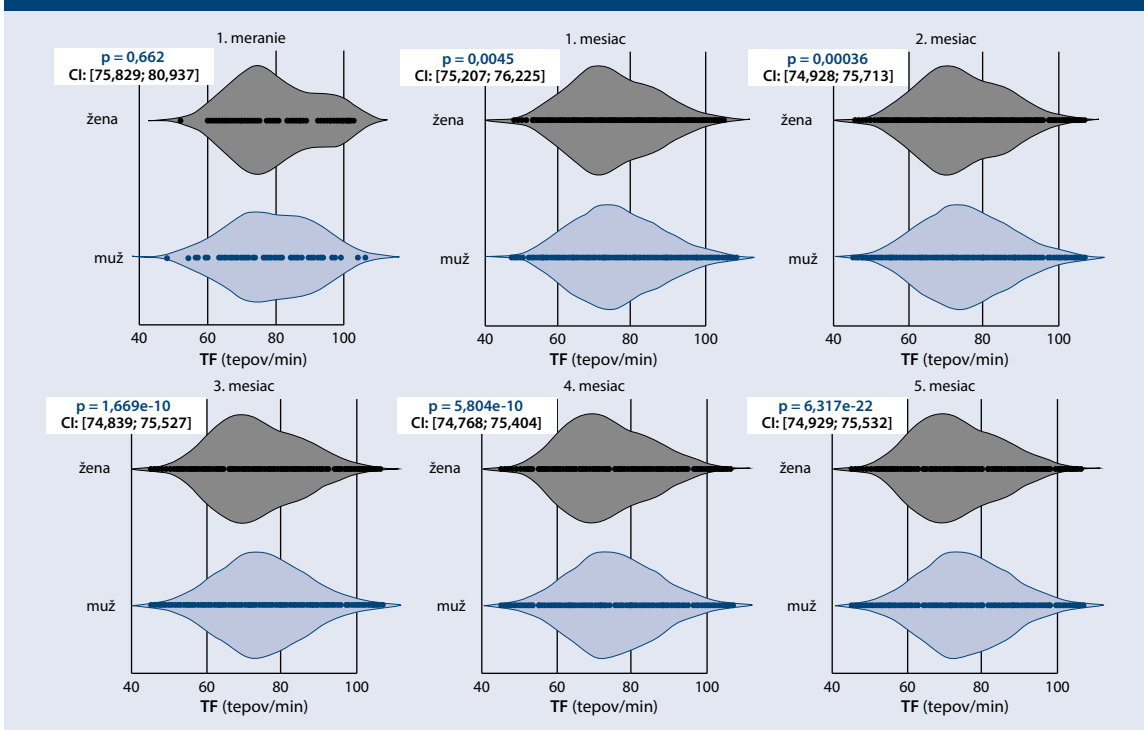 1. meranie
p = 0,662
CI: [75,829; 80,937]
žena
muž
40 60 80 100
TF (tepov/min)
1. mesiac
p = 0,0045
CI: [75,207; 76,225]
žena
muž
40 60 80 100
TF (tepov/min)
2. mesiac
p = 0,00036
CI: [74,928; 75,713]
žena
muž
40 60 80 100
TF (tepov/min)
3. mesiac
p = 1,669e-10
CI: [74,839; 75,527]
žena
muž
40 60 80 100
TF (tepov/min)
4. mesiac
p = 5,804e-10
CI: [74,768; 75,404]
žena
muž
40 60 80 100
TF (tepov/min)
5. mesiac
p = 6,317e-22
CI: [74,929; 75,532]
žena
muž
40 60 80 100
TF (tepov/min)